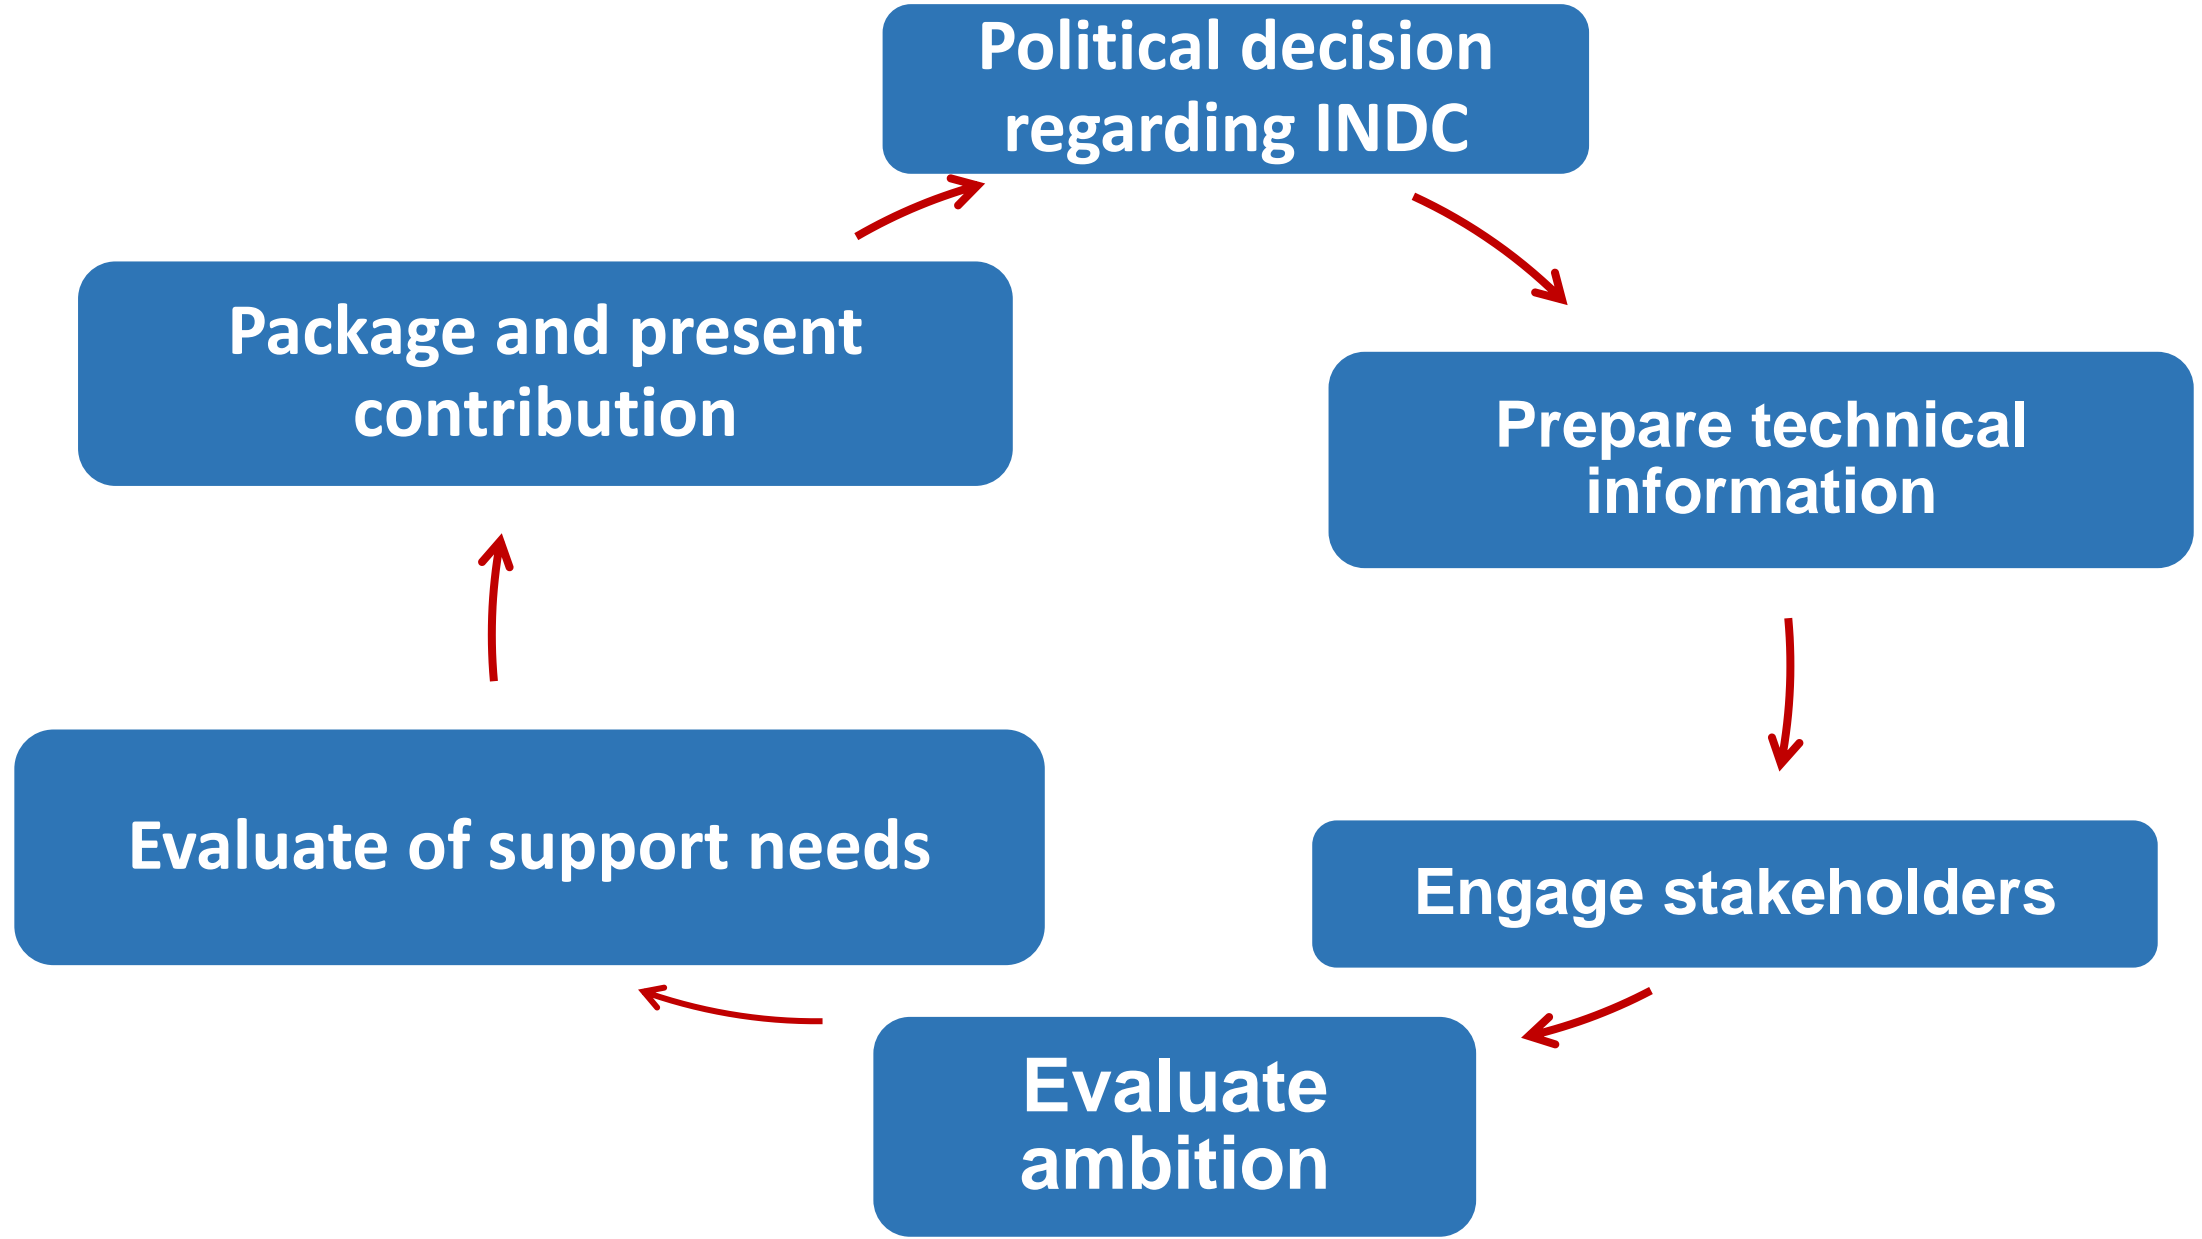 Political decision
regarding INDC
Prepare technical
information
Engage stakeholders
Evaluate
ambition
Evaluate of support needs
Package and present
contribution